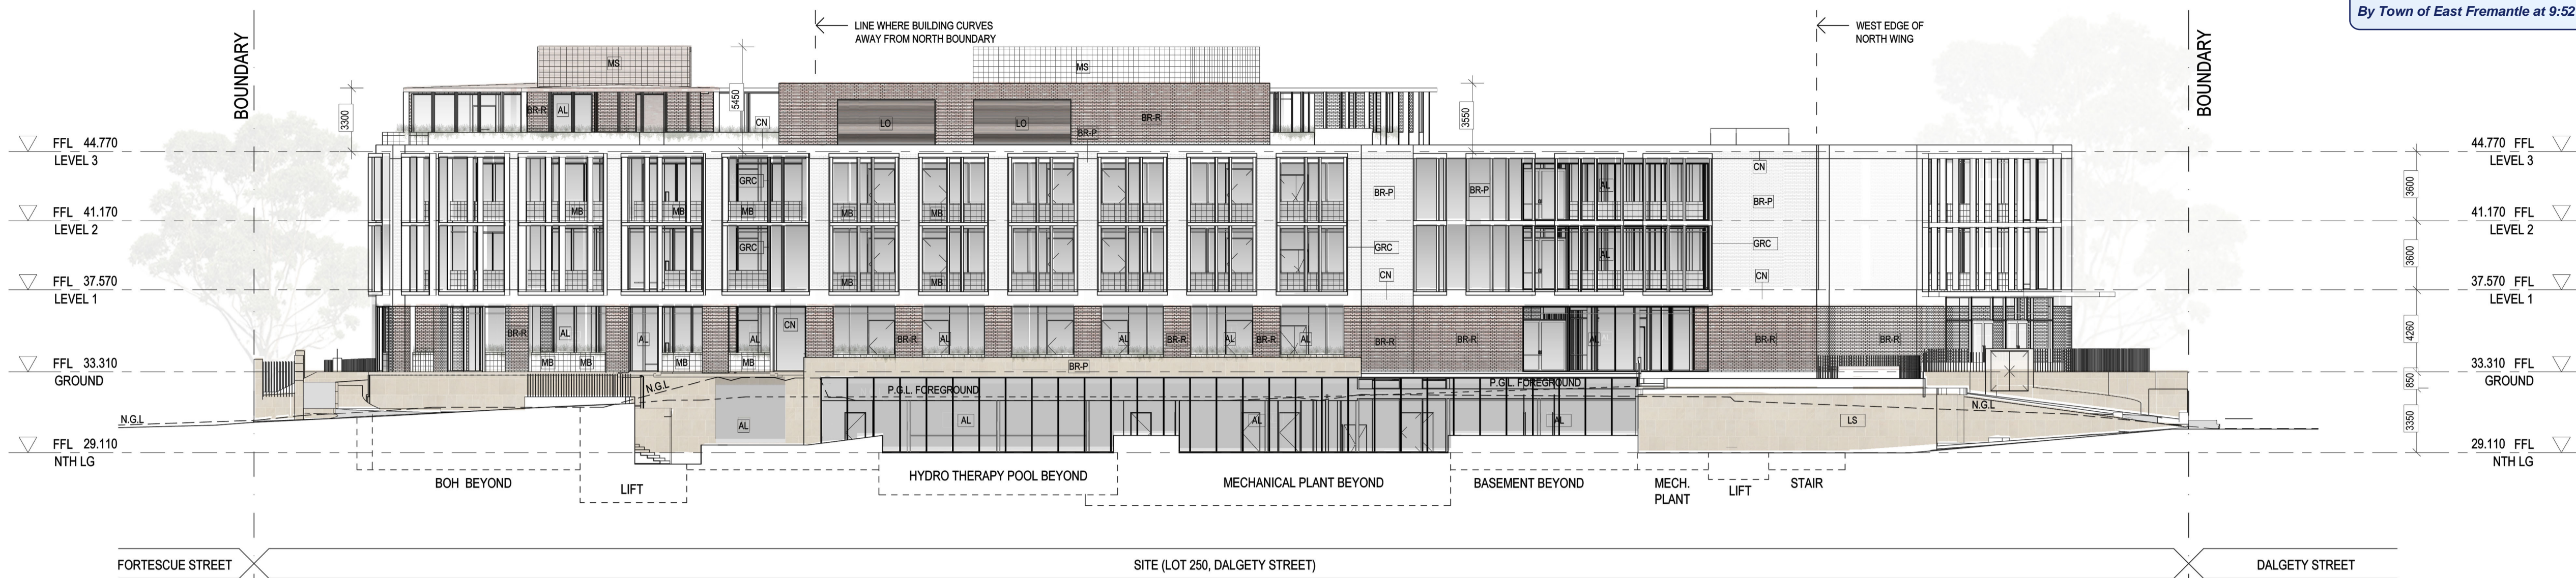 By Town of East Fremantle at 9:52
LINE WHERE BUILDING CURVES
AWAY FROM NORTH BOUNDARY
WEST EDGE OF
NORTH WING
BOUNDARY
BOUNDARY
MS
MS
3300
5450
3550
BR-R
AL
CN
LO
LO
BR-P
BR-R
FFL 44.770
LEVEL 3
44.770 FFL
LEVEL 3
GRC
BR-P
BR-P
AL
CN
BR-P
3600
MB
MB
MB
MB
MB
FFL 41.170
LEVEL 2
41.170 FFL
LEVEL 2
GRC
GRC
AL
GRC
3600
CN
CN
MB
MB
FFL 37.570
LEVEL 1
37.570 FFL
LEVEL 1
BR-R
AL
AL
AL
CN
BR-R
AL
AL
BR-R
AL
BR-R
AL
BR-R
BR-R
AL
BR-R
BR-R
4260
MB
MB
MB
MB
BR-P
FFL 33.310
GROUND
33.310 FFL
GROUND
N.G.L
P.G.L. FOREGROUND
P.G.L. FOREGROUND
850
N.G.L
N.G.L
AL
AL
AL
AL
LS
3350
FFL 29.110
NTH LG
29.110 FFL
NTH LG
BOH BEYOND
LIFT
HYDRO THERAPY POOL BEYOND
MECHANICAL PLANT BEYOND
BASEMENT BEYOND
MECH.
PLANT
LIFT
STAIR
FORTESCUE STREET
SITE (LOT 250, DALGETY STREET)
DALGETY STREET